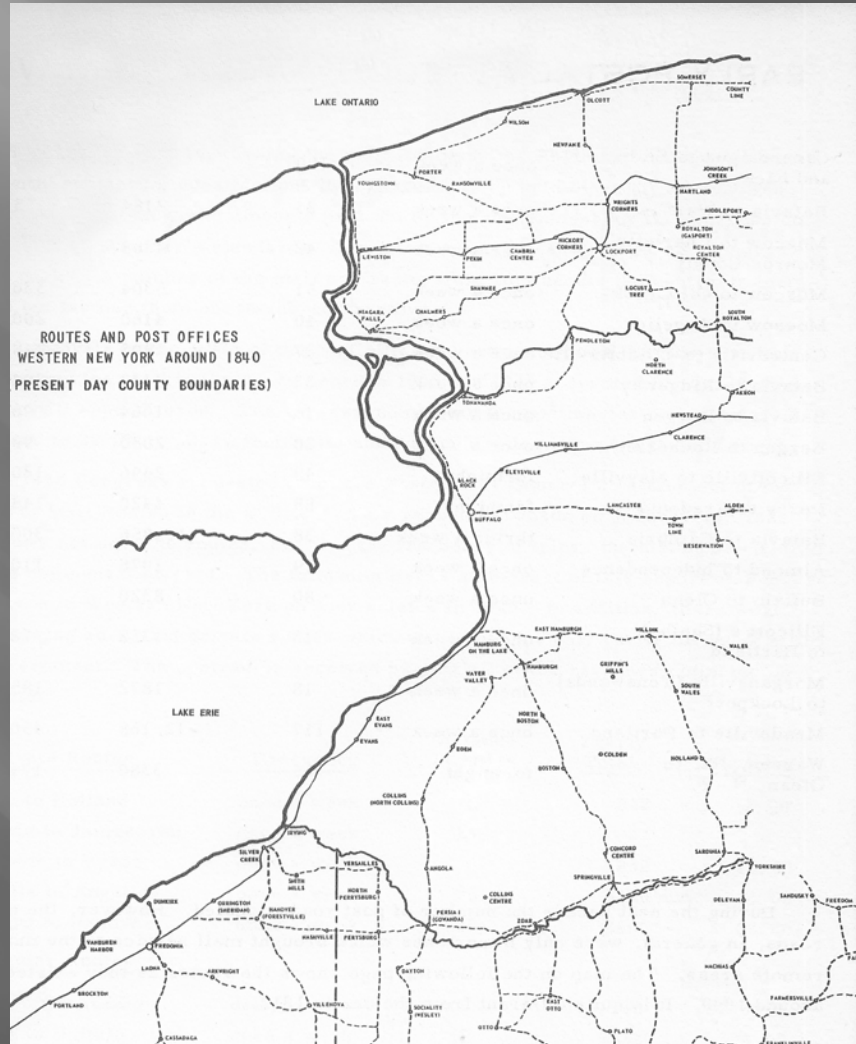 LAKE ONTARIO
SOMERSET
COUNTY
LINE
OLCOTT
WILSON
NEWFANE
PORTER
YOUNGSTOWN
RANSOMVILLE
JOHNSON'S
CREEK
HARTLAND
WRIGHTS
CORNERS
MIDDLEPORT
ROYALTON
(GASPORT)
HICKORY
CORNERS
LEWISTON
PEKIN
CAMBRIA
CENTER
LOCKPORT
ROYALTON
CENTER
SHAWNEE
LOCUST
TREE
NIAGARA
FALLS
CHALMERS
SOUTH
ROYALTON
ROUTES AND POST OFFICES
WESTERN NEW YORK AROUND 1840
PRESENT DAY COUNTY BOUNDARIES)
PENDLETON
NORTH
CLARENCE
TONAWANDA
AKRON
NEWSTEAD
CLARENCE
WILLIAMSVILLE
ELEYSVILLE
BLACK
ROCK
BUFFALO
LANCASTER
ALDEN
TOWN
LINE
RESERVATION
HAMBURG
ON THE LAKE
EAST HAMBURGH
WILLINK
WALES
HAMBURGH
WATER
VALLEY
GRIFFIN'S
MILLS
SOUTH
WALES
LAKE ERIE
EAST
EVANS
NORTH
BOSTON
EVANS
EDEN
COLDEN
BOSTON
HOLLAND
COLLINS
(NORTH COLLINS)
IRVING
SILVER
CREEK
VERSAILLES
CONCORD
CENTRE
SARDINIA
YORKSHIRE
ANGOLA
SMITH
MILLS
SPRINGVILLE
NORTH
PERRYSBURG
COLLINS
CENTRE
DELEVAN
SANDUSKY
FREEDOM
DUNKIRK
ORRINGTON
(SHERIDAN)
HANOVER
(FORESTVILLE)
PERSIA
(GOWANDA)
ZOAR
NASHVILLE
PERRYSBURG
VANBUREN
HARBOR
FREDONIA
LAONA
ARKWRIGHT
DAYTON
MACHIAS
BROCKTON
PORTLAND
VILLENOVA
SOCIALITY
(WESLEY)
EAST
OTTO
FARMERSVILLE
OTTO
PLATO
CASSADAGA
FRANKLINVILLE